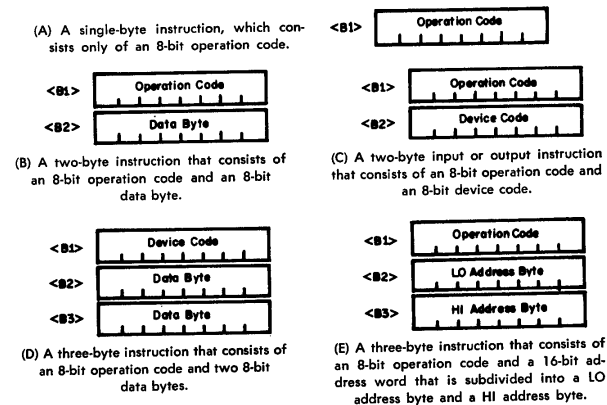 (A) A single-byte instruction, which con-
sists only of an 8-bit operation code.
<B1> Operation Code
<B1> Operation Code
<B2> Data Byte
(B) A two-byte instruction that consists of
an 8-bit operation code and an 8-bit
data byte.
<B1> Operation Code
<B2> Device Code
(C) A two-byte input or output instruction
that consists of an 8-bit operation code and
an 8-bit device code.
<B1> Device Code
<B2> Data Byte
<B3> Data Byte
(D) A three-byte instruction that consists of
an 8-bit operation code and two 8-bit
data bytes.
<B1> Operation Code
<B2> LO Address Byte
<B3> HI Address Byte
(E) A three-byte instruction that consists of
an 8-bit operation code and a 16-bit ad-
dress word that is subdivided into a LO
address byte and a HI address byte.